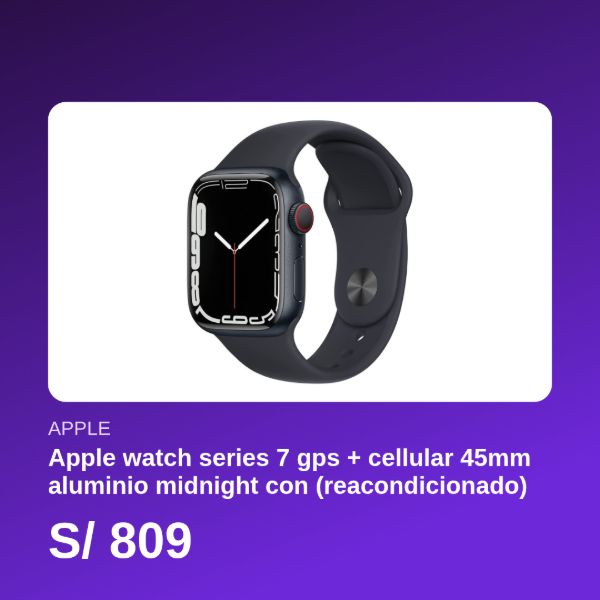 APPLE
Apple watch series 7 gps + cellular 45mm
aluminio midnight con (reacondicionado)
S/ 809